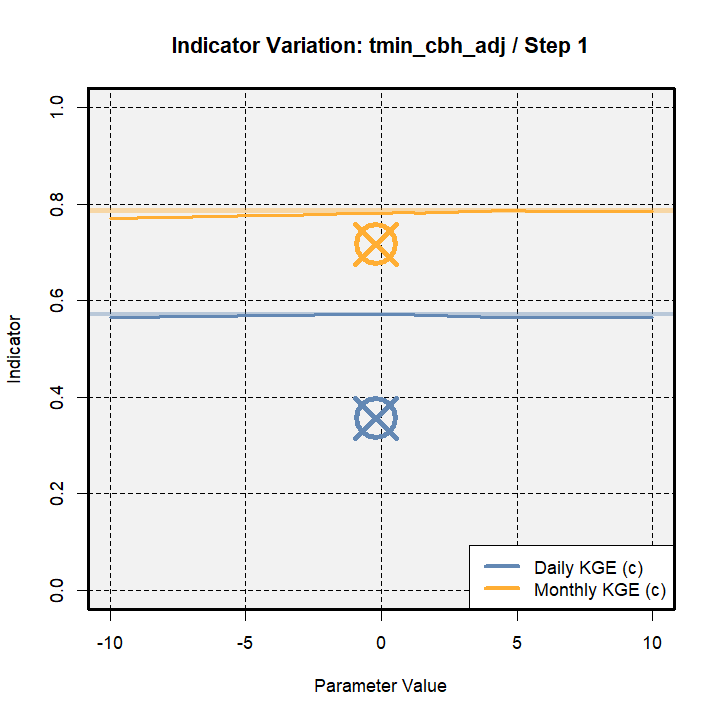 Indicator Variation: tmin_cbh_adj / Step 1
Indicator
1.0
0.8
0.6
0.4
0.2
0.0
-10
-5
0
5
10
Parameter Value
Daily KGE (c)
Monthly KGE (c)